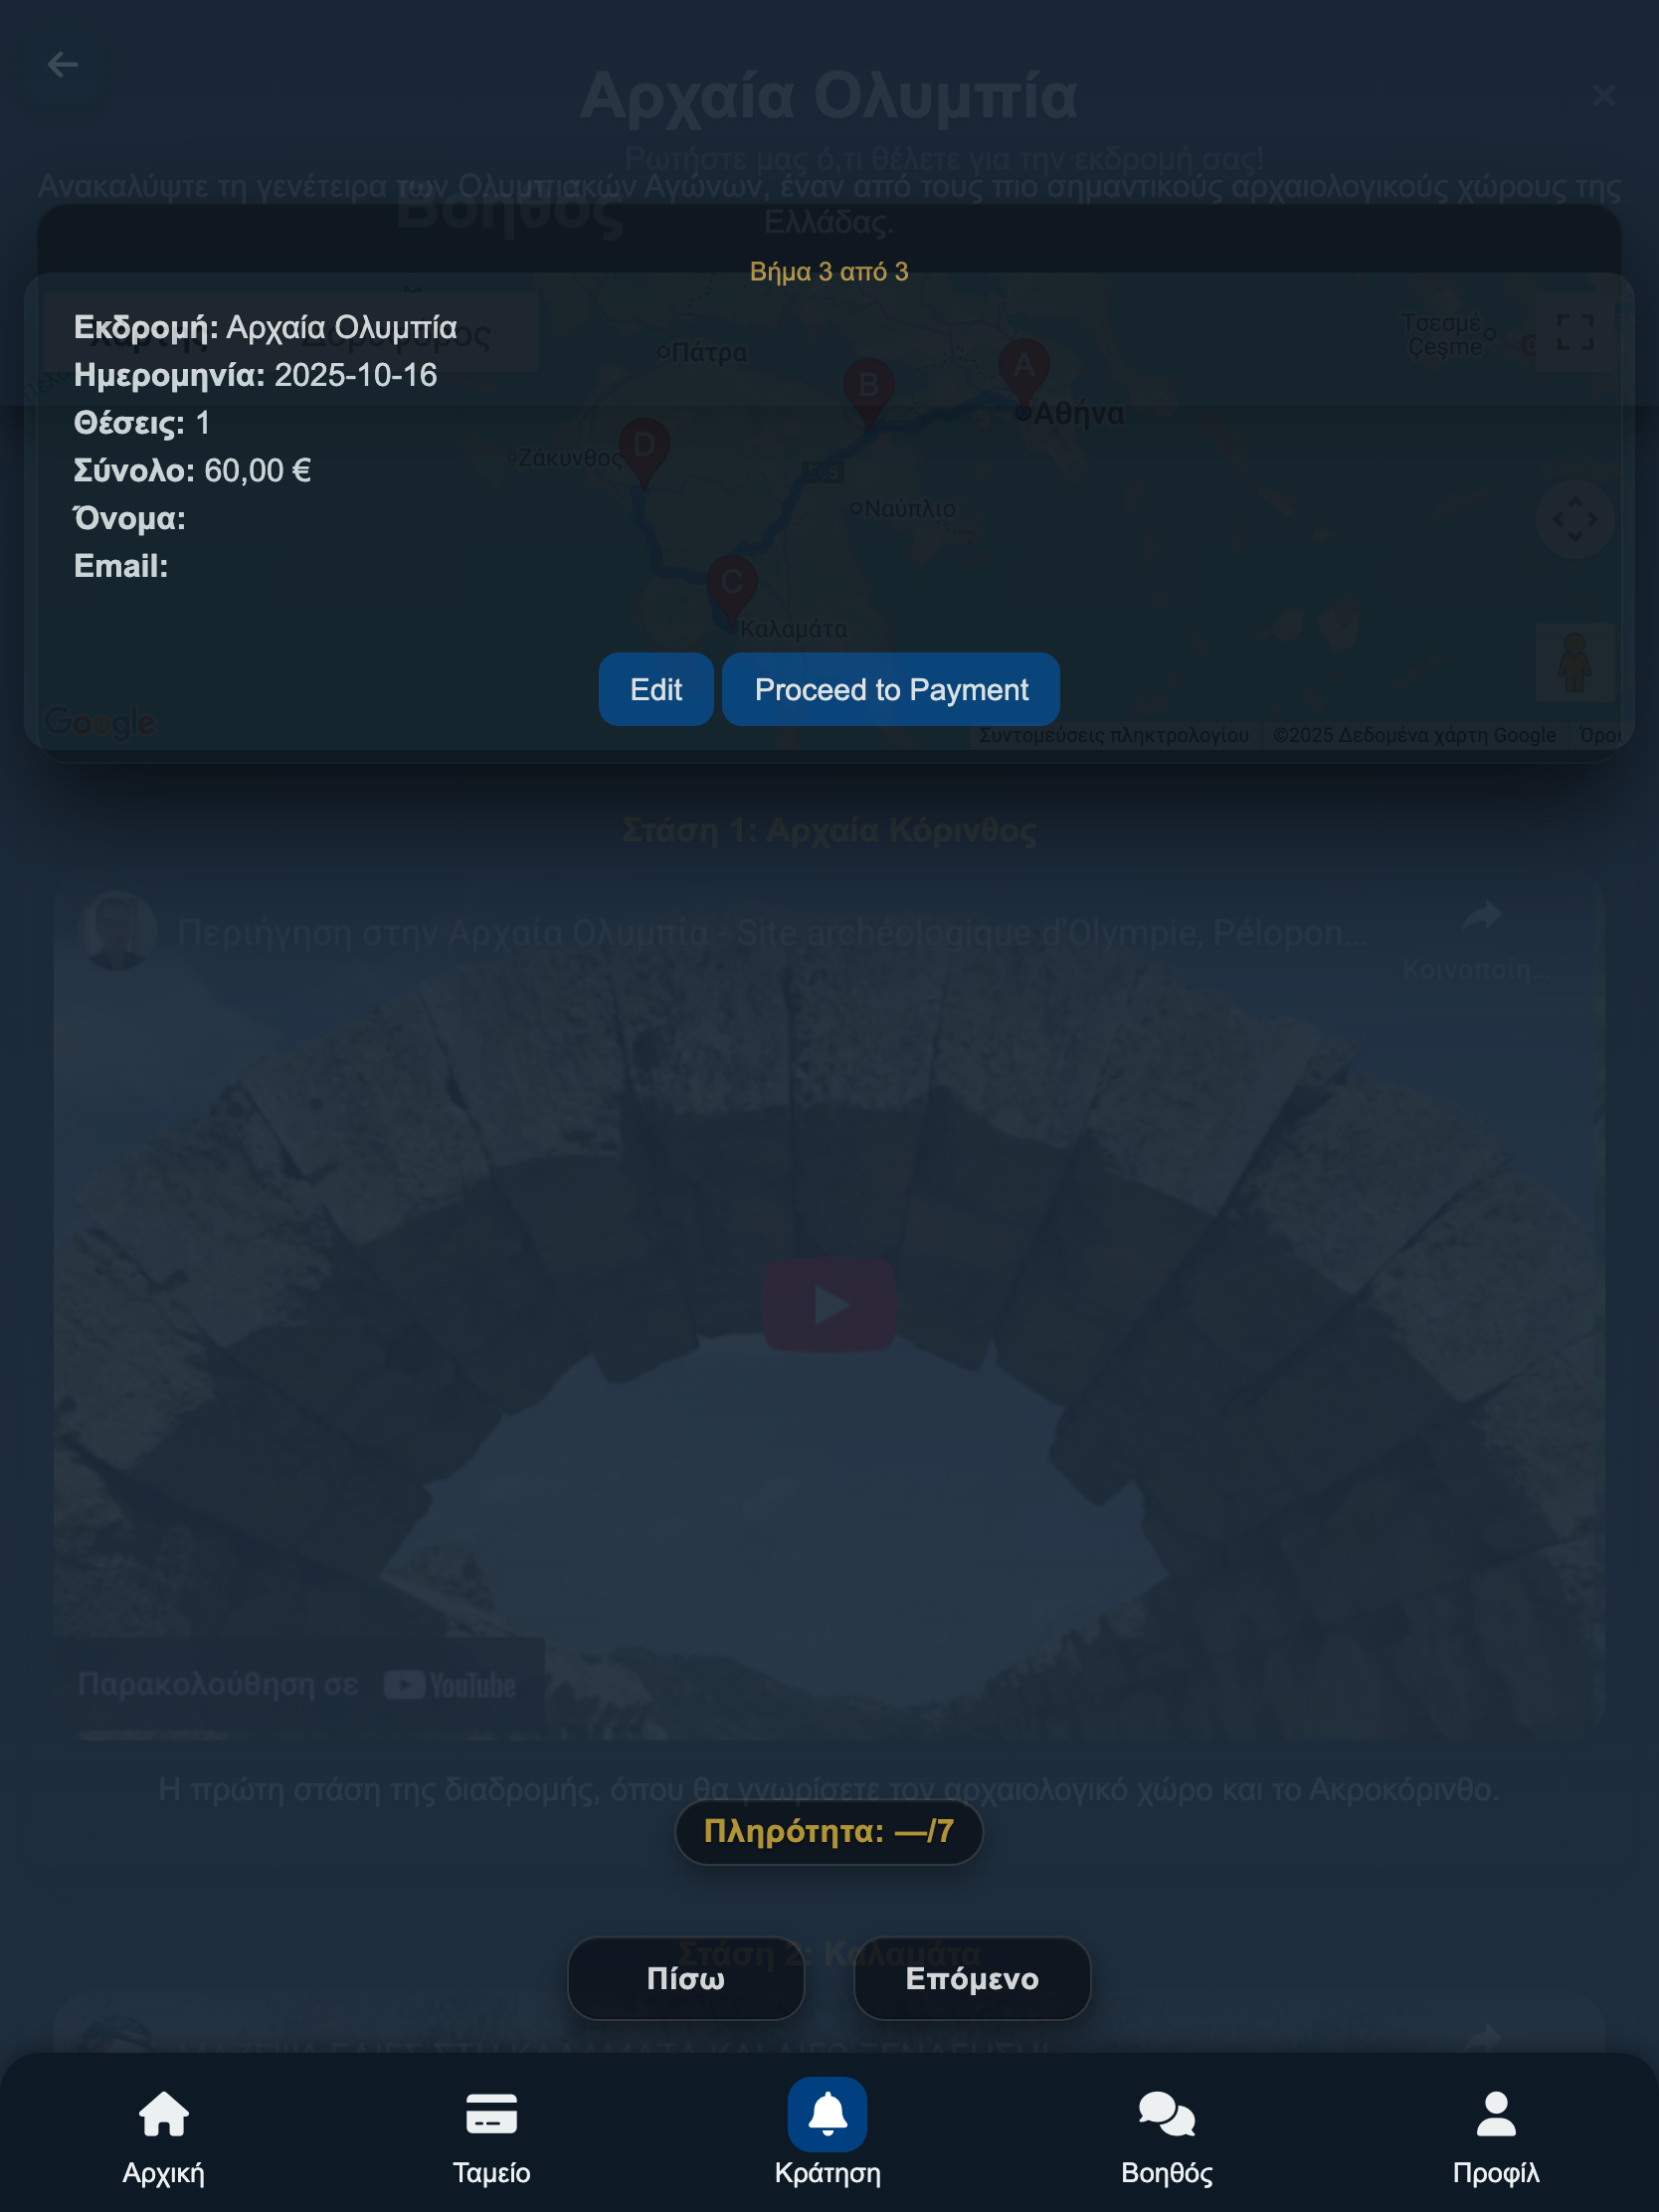 Αρχαία Ολυμπία
×
Ρωτήστε μας ό,τι θέλετε για την εκδρομή σας!
Ανακαλύψτε τη γενέτειρα των Ολυμπιακών Αγώνων, έναν από τους πιο σημαντικούς αρχαιολογικούς χώρους της
Βοηθός
Ελλάδας.
Βήμα 3 από 3
Εκδρομή: Αρχαία Ολυμπία
Χάρτης
Δορυφόρος
Ημερομηνία: 2025-10-16
Θέσεις: 1
Σύνολο: 60,00 €
Όνομα:
Email:
Πάτρα
Τσεσμέ
Çeşme
A
B
Αθήνα
D
Ζάκυνθος
E65
Ναύπλιο
C
Καλαμάτα
Edit
Proceed to Payment
Google
Συντομεύσεις πληκτρολογίου
©2025 Δεδομένα χάρτη Google
Όροι
Στάση 1: Αρχαία Κόρινθος
Περιήγηση στην Αρχαία Ολυμπία - Site archéologique d'Olympie, Pélopon...
Κοινοποίη...
Παρακολούθηση σε YouTube
Η πρώτη στάση της διαδρομής, όπου θα γνωρίσετε τον αρχαιολογικό χώρο και το Ακροκόρινθο.
Πληρότητα: —/7
Στάση 2: Καλαμάτα
Πίσω
Επόμενο
Αρχική
Ταμείο
Κράτηση
Βοηθός
Προφίλ